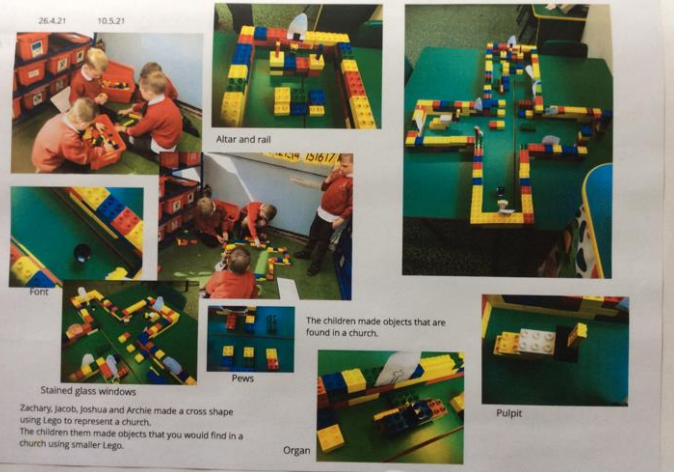 26.4.21 10.5.21
Altar and rail
Font
Stained glass windows
Pews
The children made objects that are
found in a church.
Pulpit
Zachary, Jacob, Joshua and Archie made a cross shape
using Lego to represent a church.
The children them made objects that you would find in a
church using smaller Lego.
Organ